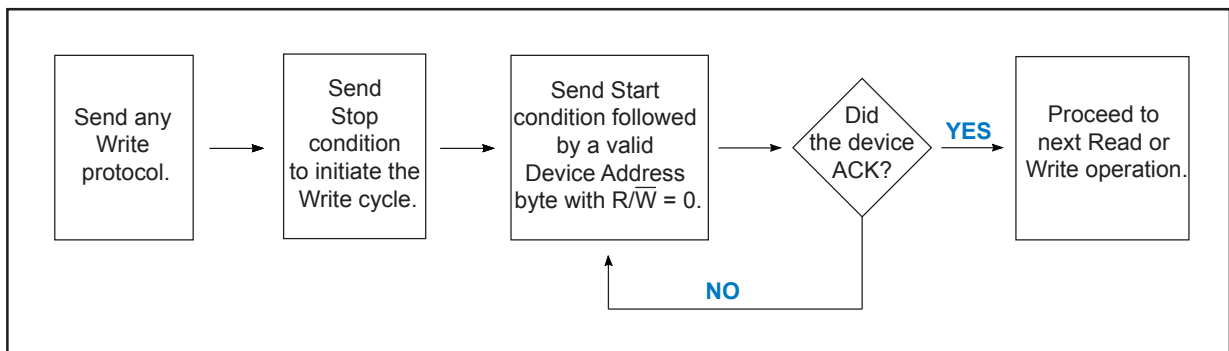 Send any
Write
protocol.
Send
Stop
condition
to initiate the
Write cycle.
Send Start
condition followed
by a valid
Device Address
byte with R/W̅ = 0.
Did
the device
ACK?
YES
NO
Proceed to
next Read or
Write operation.